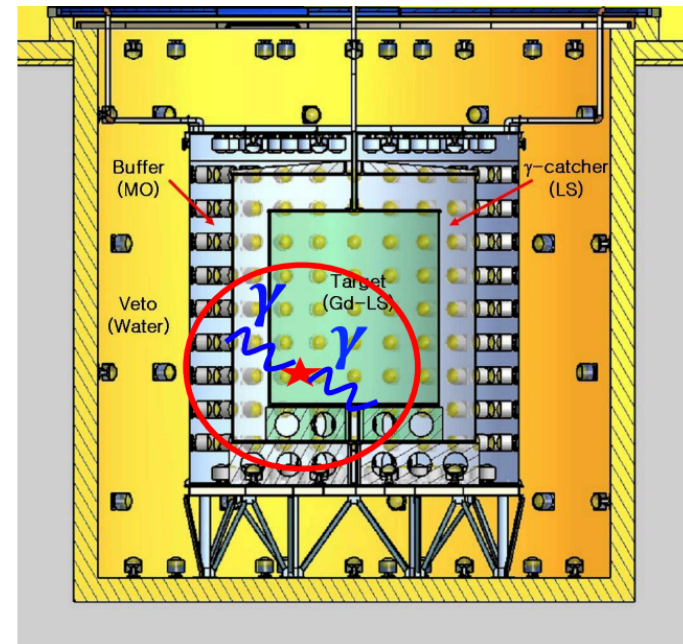 Buffer
(MO)
γ-catcher
(LS)
Target
(Gd-LS)
Veto
(Water)
γ
γ